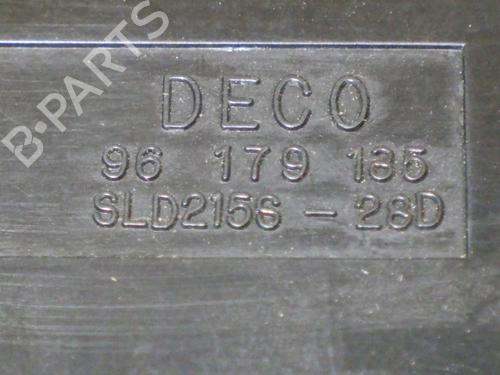 B-PARTS
DECO
96 179 135
SLD2156 - 28D